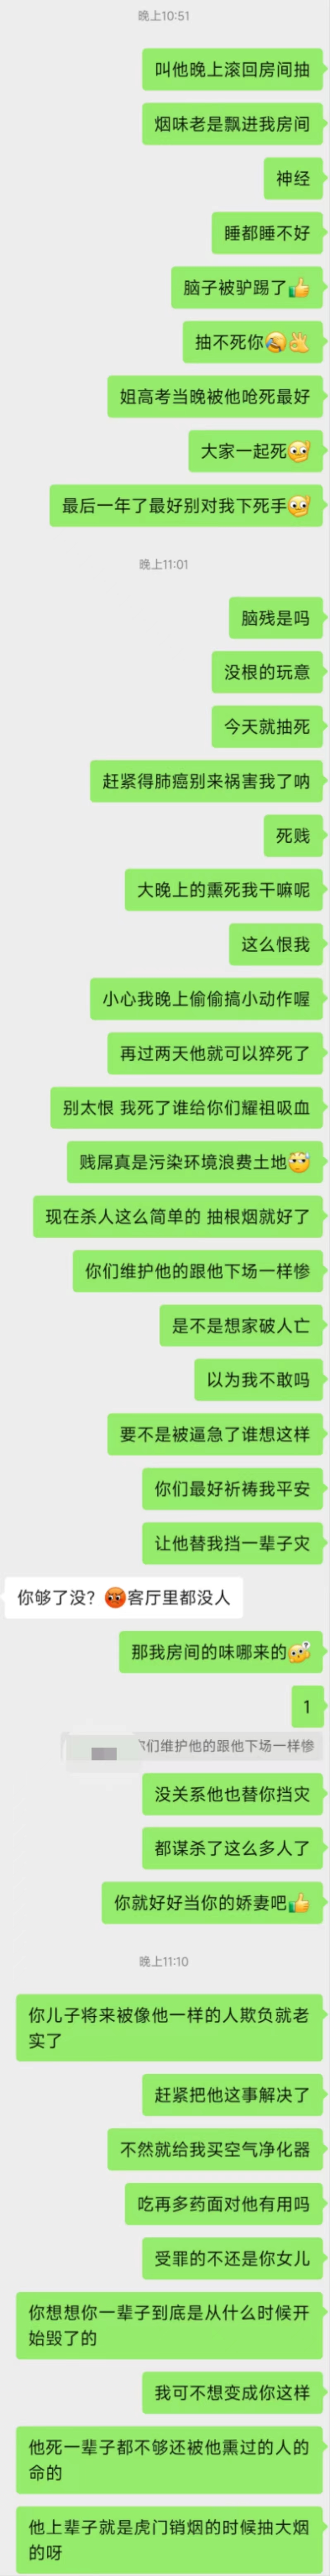 晚上10:51
叫他晚上滚回房间抽
烟味老是飘进我房间
神经
睡都睡不好
脑子被驴踢了👍
抽不死你😂👌
姐高考当晚被他呛死最好
大家一起死
最后一年了最好别对我下死手
晚上11:01
脑残是吗
没根的玩意
今天就抽死
赶紧得肺癌别来祸害我了呐
死贱
大晚上的熏死我干嘛呢
这么恨我
小心我晚上偷偷搞小动作喔
再过两天他就可以猝死了
别太恨 我死了谁给你们耀祖吸血
贱屌真是污染环境浪费土地
现在杀人这么简单的 抽根烟就好了
你们维护他的跟他下场一样惨
是不是想家破人亡
以为我不敢吗
要不是被逼急了谁想这样
你们最好祈祷我平安
让他替我挡一辈子灾
你够了没？😡客厅里都没人
那我房间的味哪来的
1
你们维护他的跟他下场一样惨
没关系他也替你挡灾
都谋杀了这么多人了
你就好好当你的娇妻吧👍
晚上11:10
你儿子将来被像他一样的人欺负就老
实了
赶紧把他这事解决了
不然就给我买空气净化器
吃再多药面对他有用吗
受罪的不还是你女儿
你想想你一辈子到底是从什么时候开
始毁了的
我可不想变成你这样
他死一辈子都不够还被他熏过的人的
命的
他上辈子就是虎门销烟的时候抽大烟
的呀